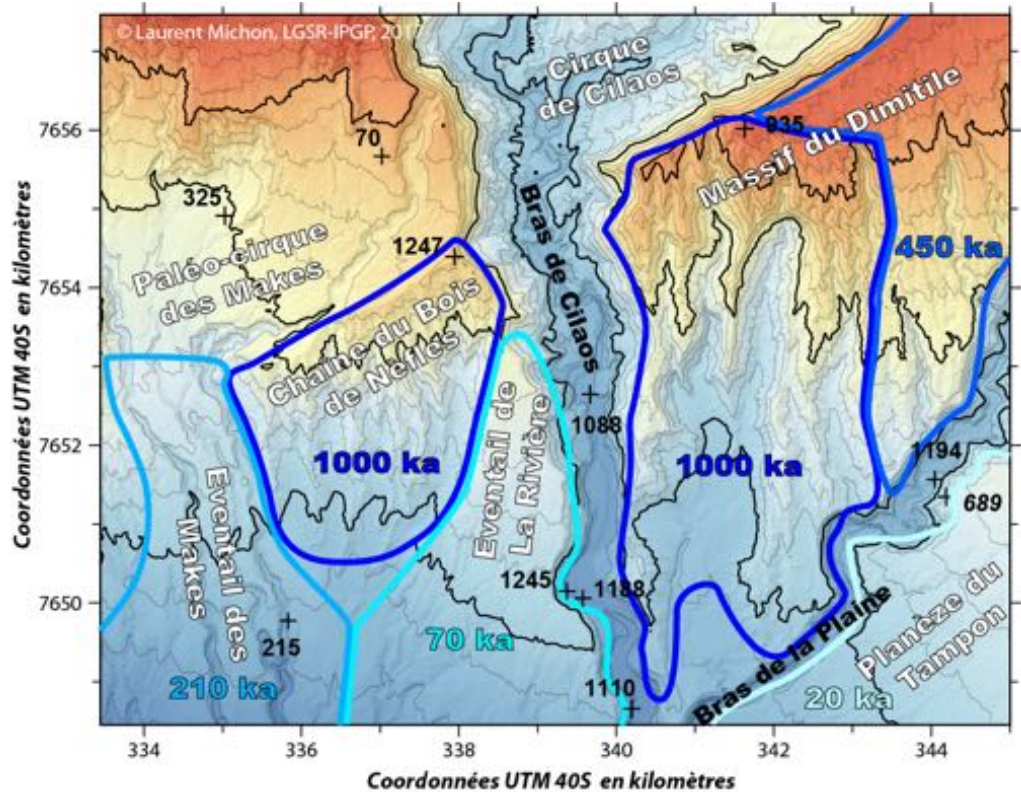 © Laurent Michon, LGSR-IPGP, 2017
Cirque
de Cilaos
Massif du Dimitile
935
7656
70
325
Bras de Cilaos
450 ka
1247
Paléo-cirque
des Makes
7654
Chaîne du Bois
de Nèfles
Coordonnées UTM 40S en kilomètres
1088
7652
1000 ka
1000 ka
1194
Eventail des
Makes
Eventail de
La Rivière
689
1245
1188
7650
215
70 ka
Bras de la Plaine
Planèze du
Tampon
210 ka
1110
20 ka
334
336
338
340
342
344
Coordonnées UTM 40S en kilomètres